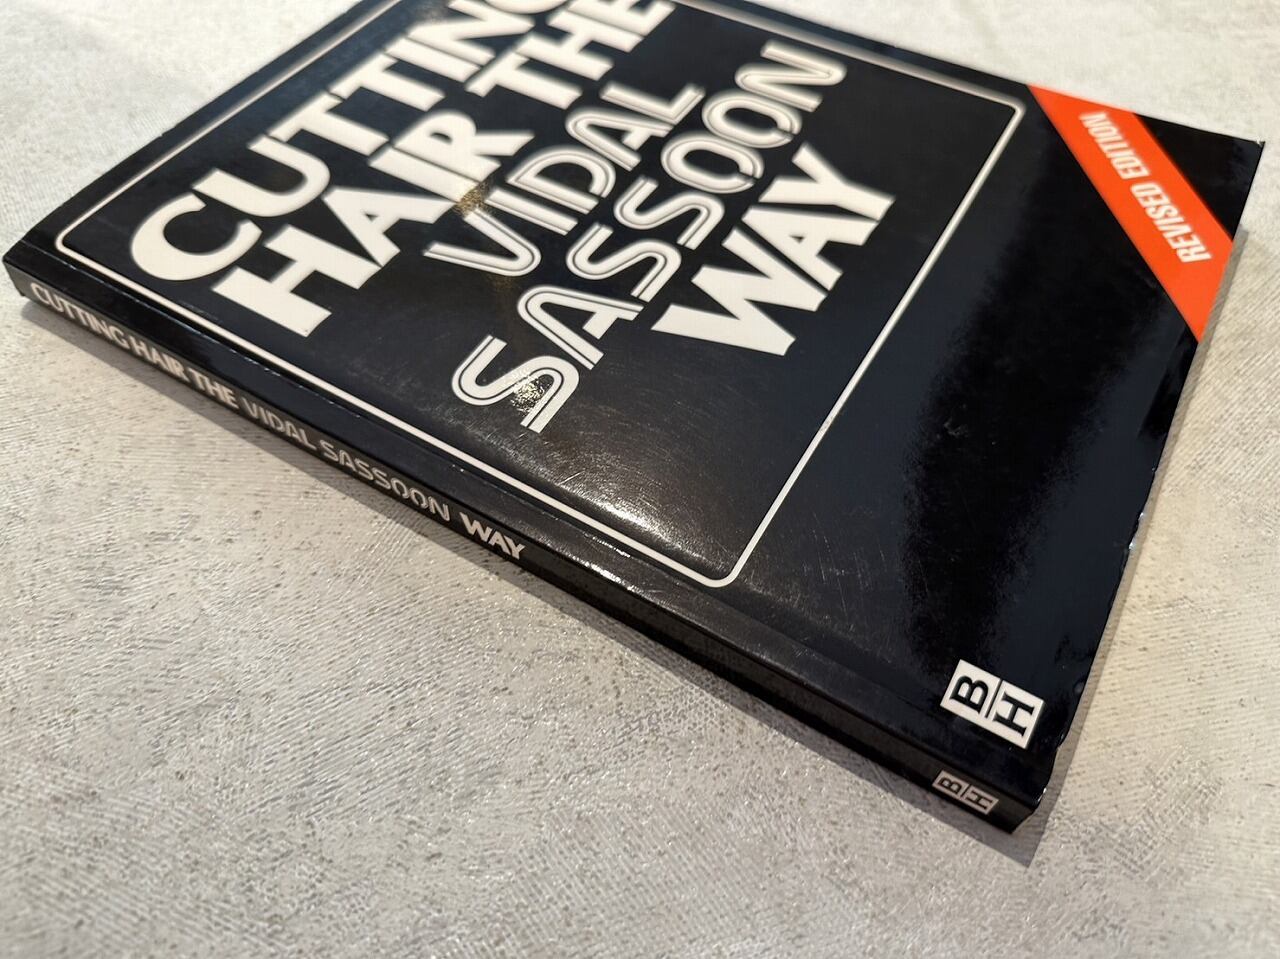 CUTTING
HAIR THE
VIDAL
SASSOON
WAY
REVISED EDITION
B
H
CUTTING HAIR THE VIDAL SASSOON WAY
B
H